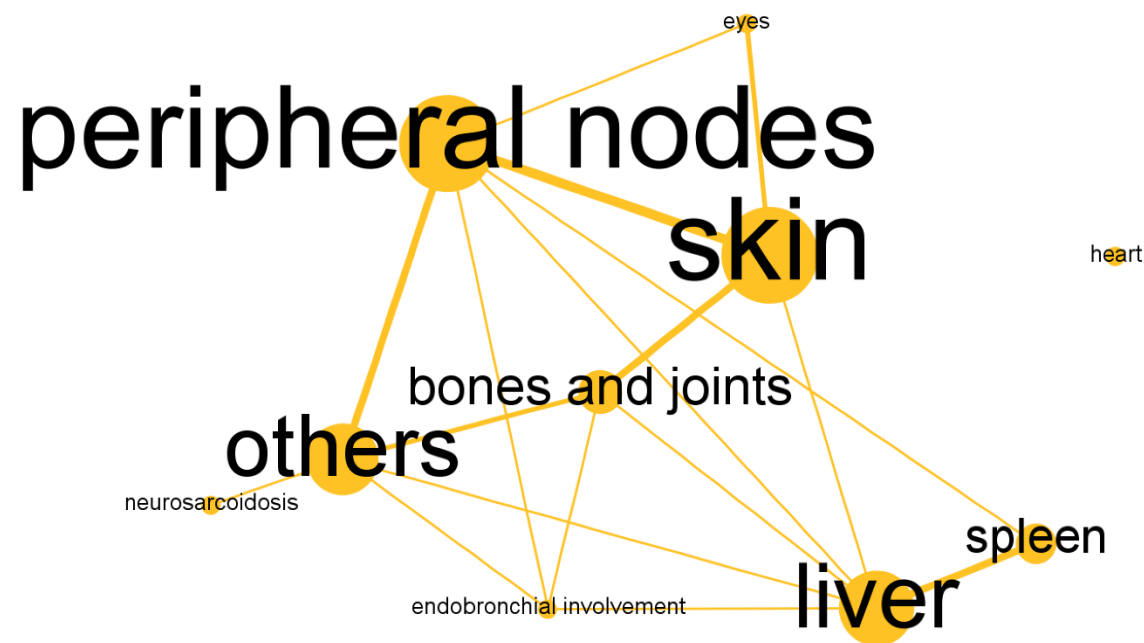 eyes
peripheral nodes
skin
heart
bones and joints
others
neurosarcoidosis
spleen
liver
endobronchial involvement